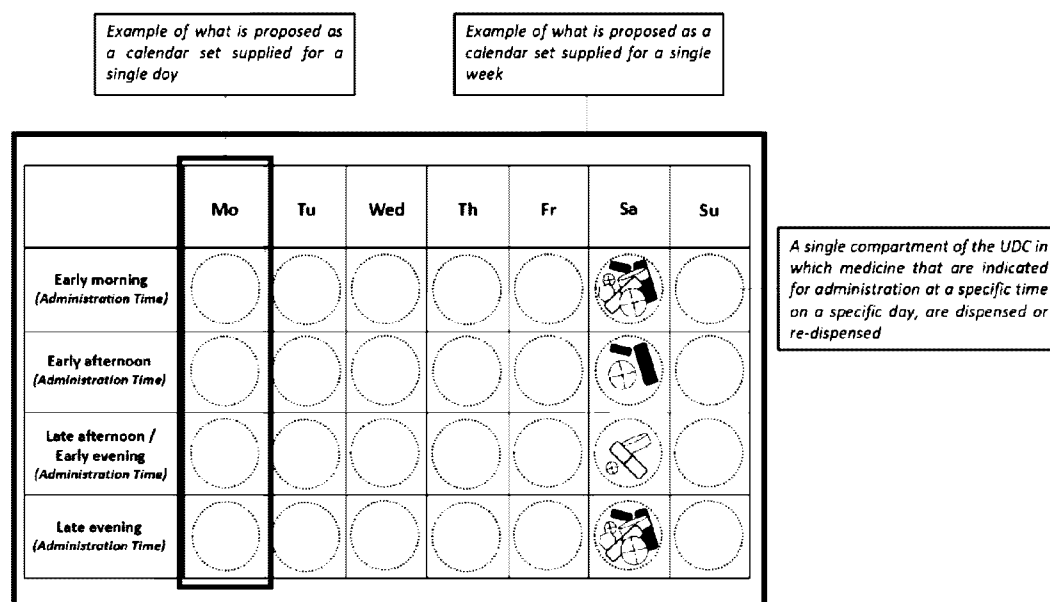 Example of what is proposed as
a calendar set supplied for a
single day
Example of what is proposed as a
calendar set supplied for a single
week
Mo Tu Wed Th Fr Sa Su
Early morning
(Administration Time)
Early afternoon
(Administration Time)
Late afternoon /
Early evening
(Administration Time)
Late evening
(Administration Time)
A single compartment of the UDC in
which medicine that are indicated
for administration at a specific time
on a specific day, are dispensed or
re-dispensed